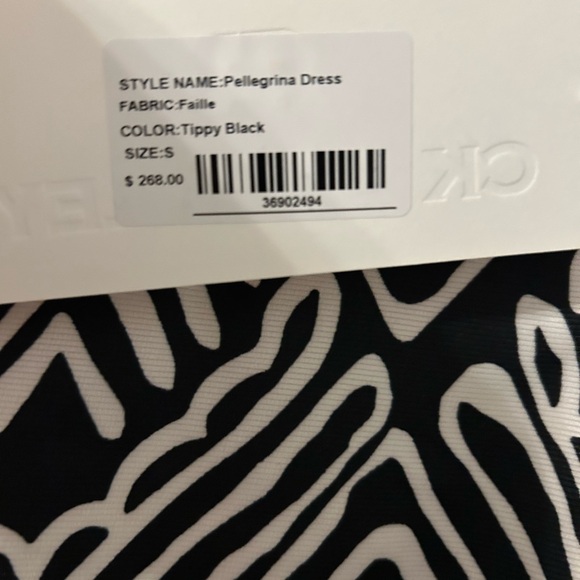 STYLE NAME:Pellegrina Dress
FABRIC:Faille
COLOR:Tippy Black
SIZE:S
$ 268.00
36902494